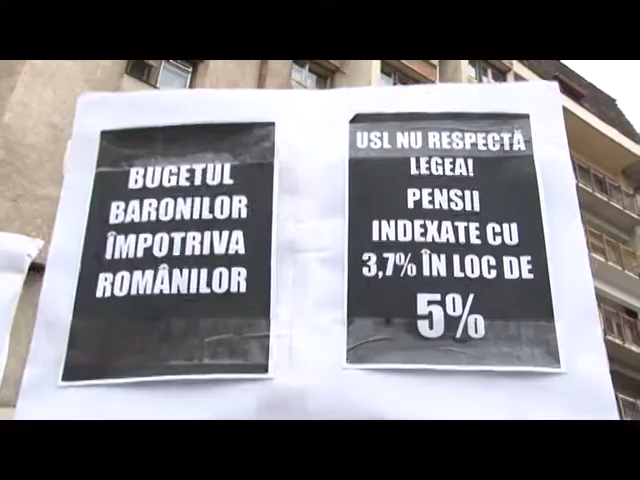 BUGETUL
BARONILOR
ÎMPOTRIVA
ROMÂNILOR
USL NU RESPECTĂ
LEGEA!
PENSII
INDEXATE CU
3,7% ÎN LOC DE
5%